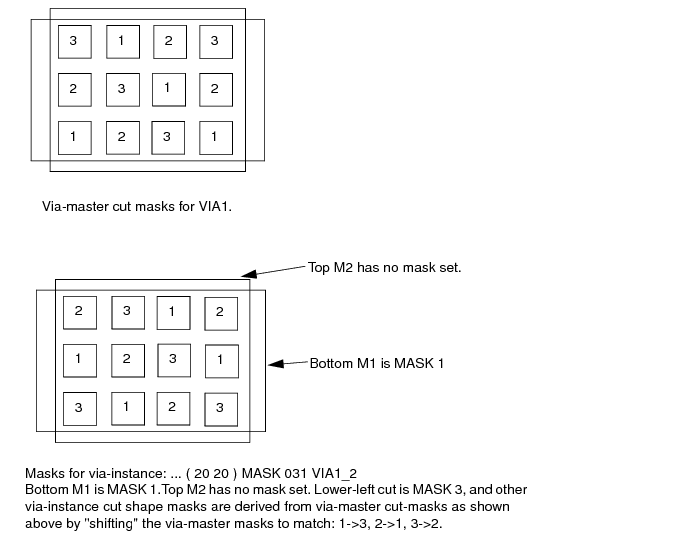 3 1 2 3
2 3 1 2
1 2 3 1
Via-master cut masks for VIA1.
Top M2 has no mask set.
2 3 1 2
1 2 3 1
Bottom M1 is MASK 1
3 1 2 3
Masks for via-instance: ... ( 20 20 ) MASK 031 VIA1_2
Bottom M1 is MASK 1.Top M2 has no mask set. Lower-left cut is MASK 3, and other
via-instance cut shape masks are derived from via-master cut-masks as shown
above by "shifting" the via-master masks to match: 1->3, 2->1, 3->2.